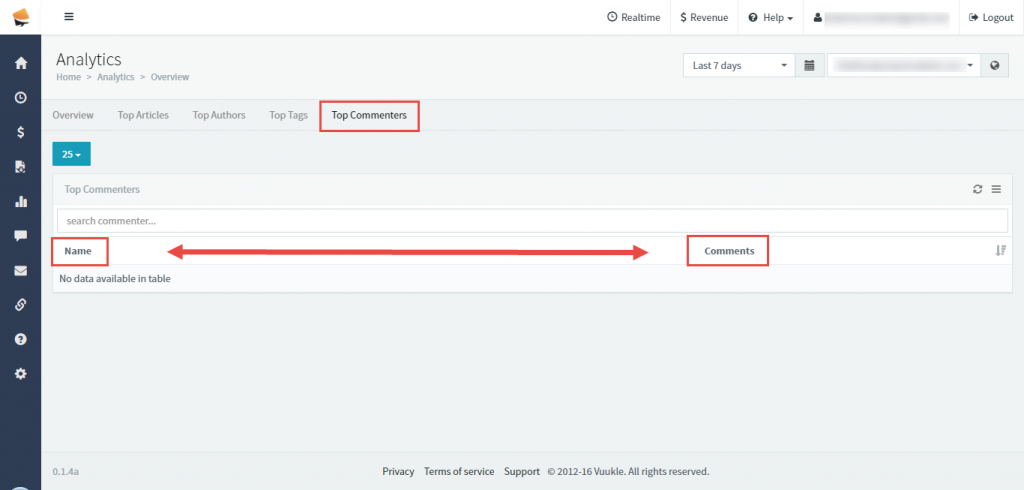 Realtime $ Revenue Help Logout
Analytics
Home > Analytics > Overview
Last 7 days
Overview Top Articles Top Authors Top Tags Top Commenters
25
Top Commenters
search commenter...
Name Comments
No data available in table
0.1.4a Privacy Terms of service Support © 2012-16 Vuukle. All rights reserved.